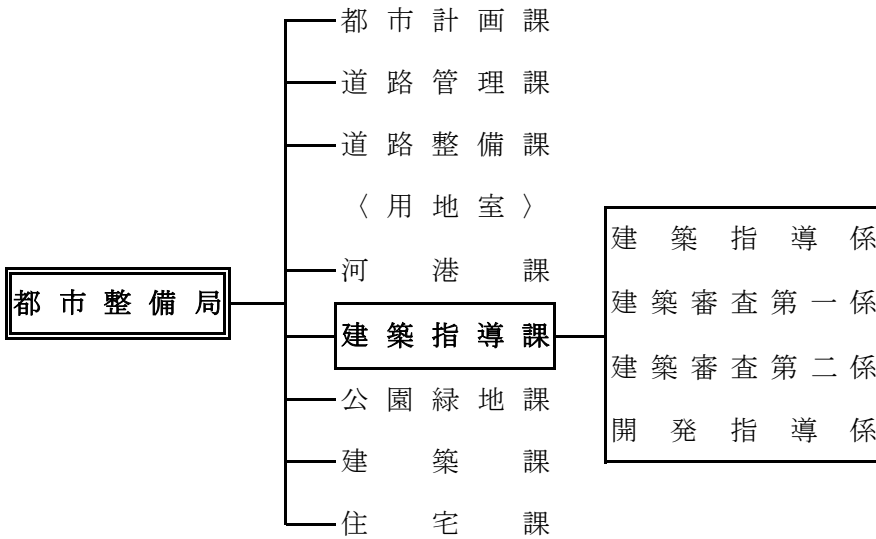 都市整備局
都市計画課
道路管理課
道路整備課
〈用地室〉
河港課
建築指導課
公園緑地課
建築課
住宅課
建築指導係
建築審査第一係
建築審査第二係
開発指導係